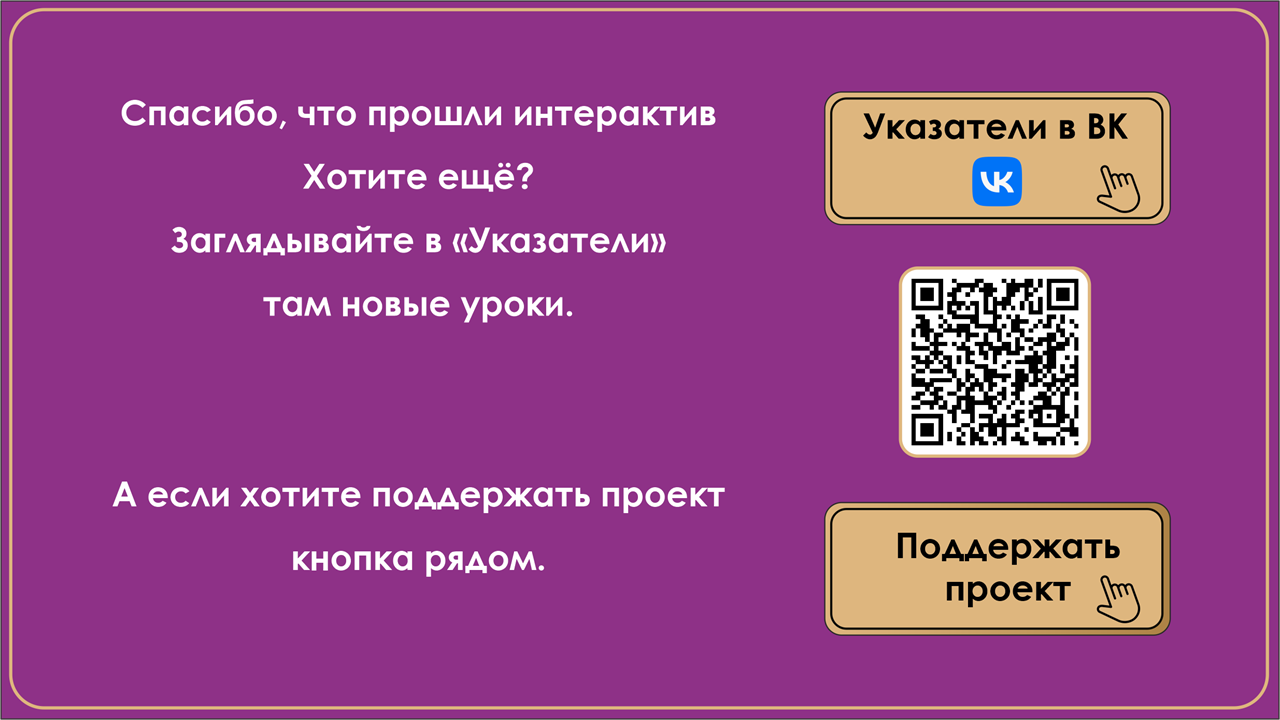 Спасибо, что прошли интерактив
Хотите ещё?
Заглядывайте в «Указатели»
там новые уроки.
А если хотите поддержать проект
кнопка рядом.
Указатели в ВК
Поддержать
проект